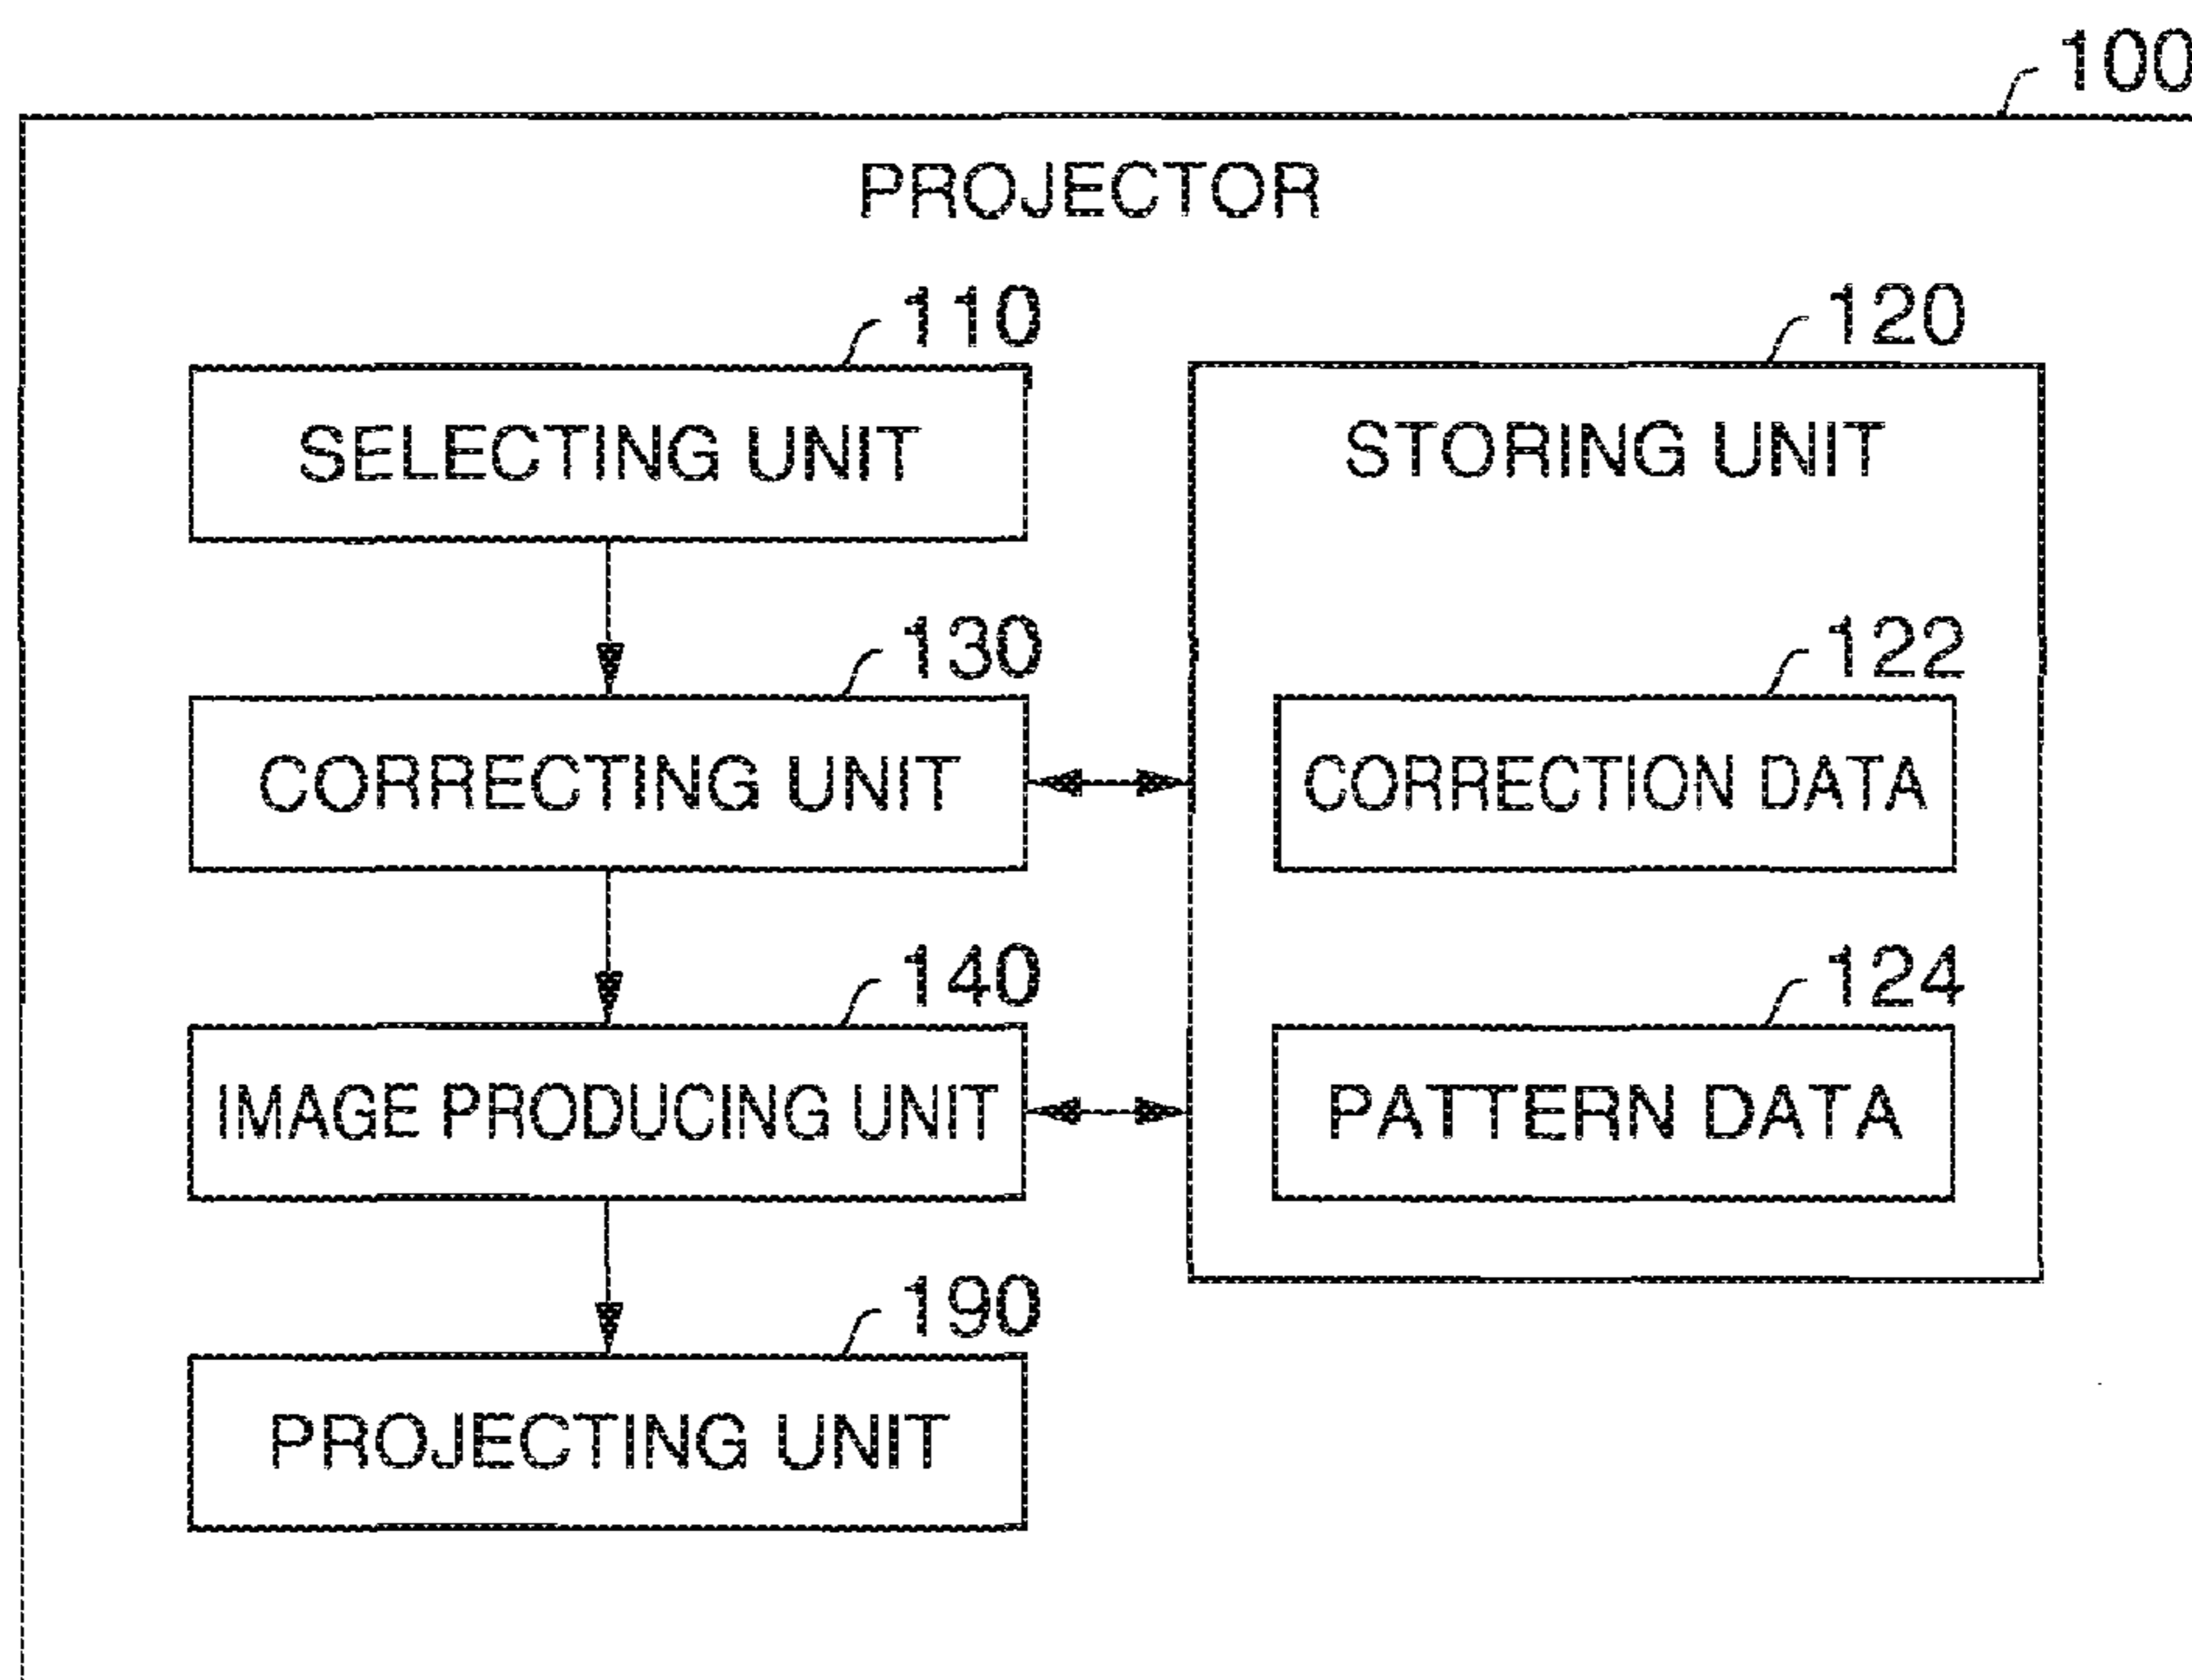 100
PROJECTOR
110
SELECTING UNIT
120
STORING UNIT
130
CORRECTING UNIT
122
CORRECTION DATA
140
IMAGE PRODUCING UNIT
124
PATTERN DATA
190
PROJECTING UNIT